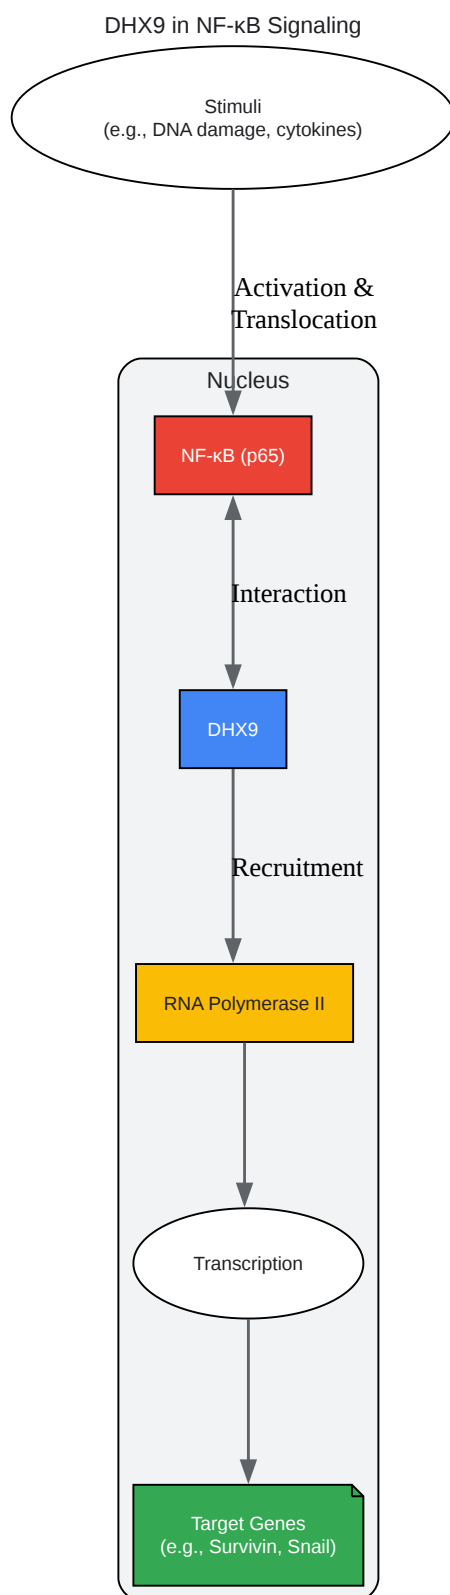 DHX9 in NF-κB Signaling
Stimuli
(e.g., DNA damage, cytokines)
Activation &
Translocation
Nucleus
NF-κB (p65)
Interaction
DHX9
Recruitment
RNA Polymerase II
Transcription
Target Genes
(e.g., Survivin, Snail)